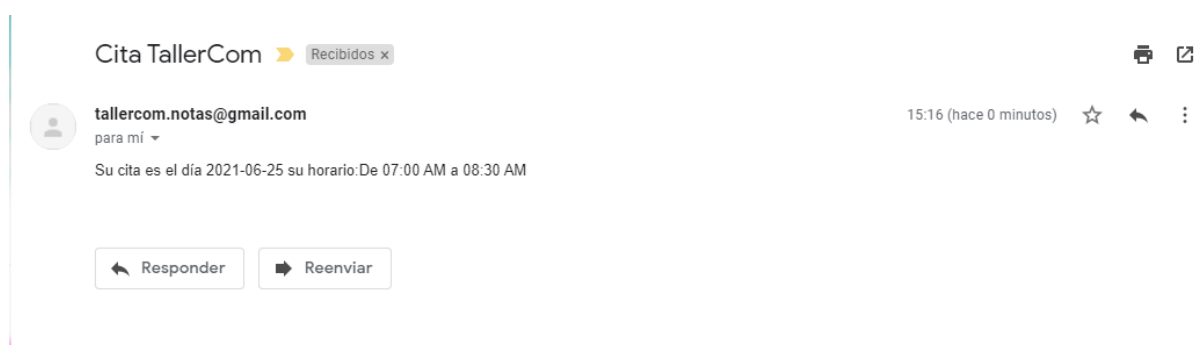 Cita TallerCom Recibidos x
tallercom.notas@gmail.com 15:16 (hace 0 minutos)
para mí
Su cita es el día 2021-06-25 su horario:De 07:00 AM a 08:30 AM
Responder Reenviar